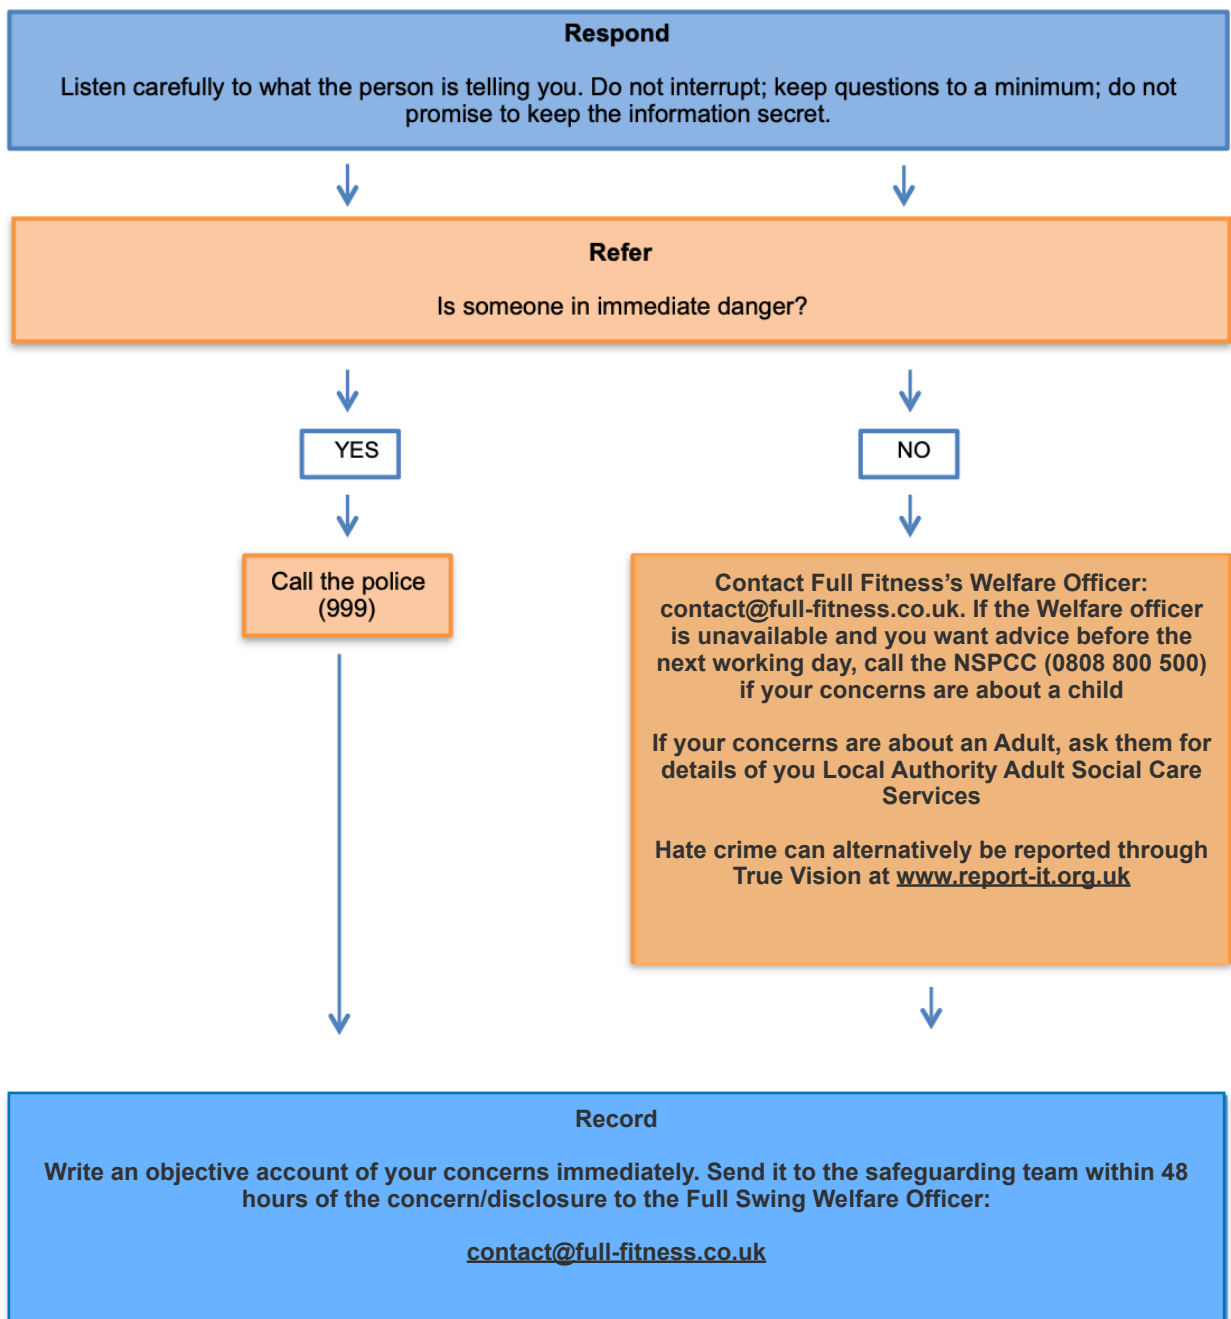 Respond
Listen carefully to what the person is telling you. Do not interrupt; keep questions to a minimum; do not
promise to keep the information secret.
Refer
Is someone in immediate danger?
YES
NO
Call the police
(999)
Contact Full Fitness’s Welfare Officer:
contact@full-fitness.co.uk. If the Welfare officer
is unavailable and you want advice before the
next working day, call the NSPCC (0808 800 500)
if your concerns are about a child
If your concerns are about an Adult, ask them for
details of you Local Authority Adult Social Care
Services
Hate crime can alternatively be reported through
True Vision at www.report-it.org.uk
Record
Write an objective account of your concerns immediately. Send it to the safeguarding team within 48
hours of the concern/disclosure to the Full Swing Welfare Officer:
contact@full-fitness.co.uk